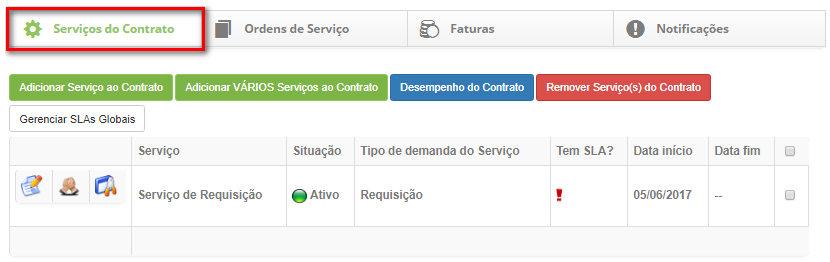 Serviços do Contrato Ordens de Serviço Faturas Notificações
Adicionar Serviço ao Contrato Adicionar VÁRIOS Serviços ao Contrato Desempenho do Contrato Remover Serviço(s) do Contrato
Gerenciar SLAs Globais
Serviço Situação Tipo de demanda do Serviço Tem SLA? Data início Data fim
Serviço de Requisição Ativo Requisição 05/06/2017 --